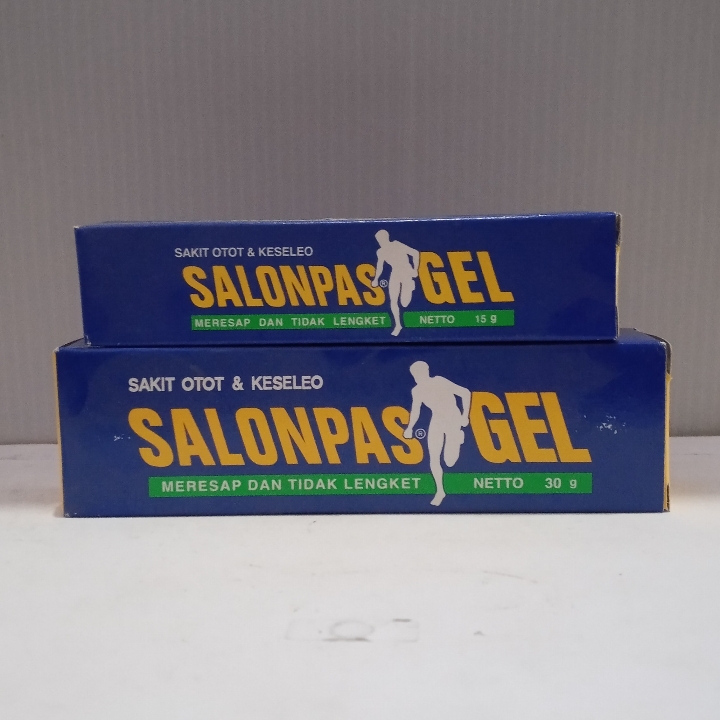 SAKIT OTOT & KESELEO
SALONPAS® GEL
MERESAP DAN TIDAK LENGKET NETTO 15 g
SAKIT OTOT & KESELEO
SALONPAS® GEL
MERESAP DAN TIDAK LENGKET NETTO 30 g